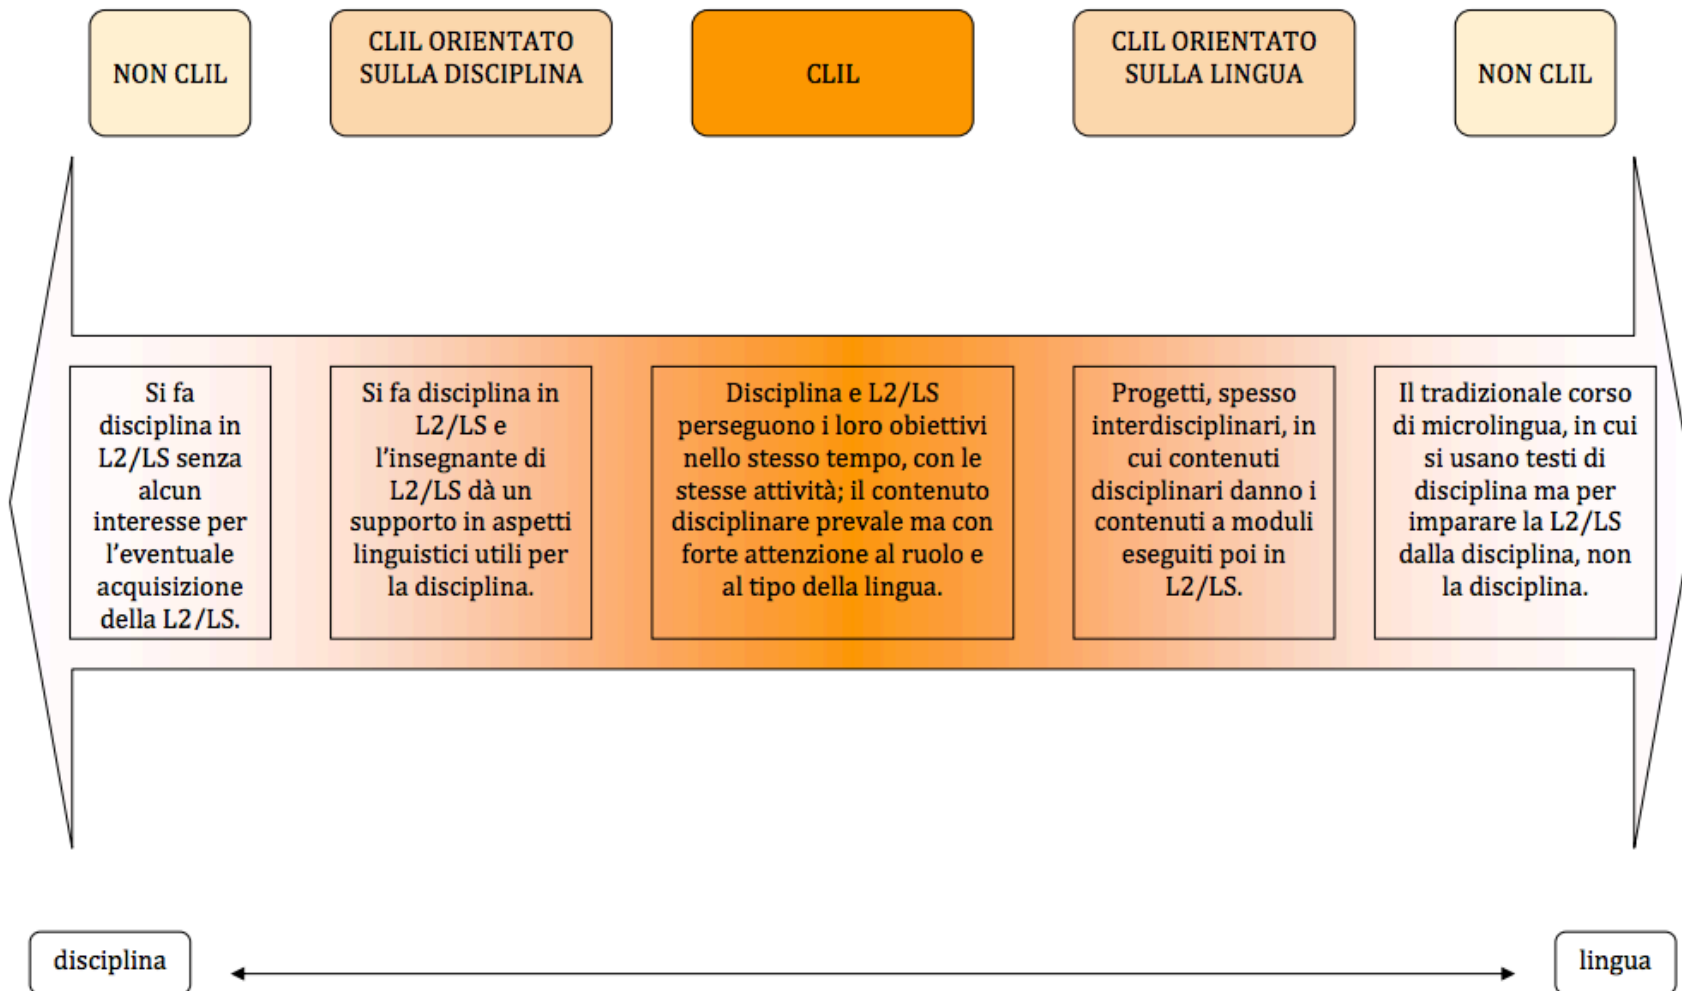 NON CLIL
CLIL ORIENTATO
SULLA DISCIPLINA
CLIL
CLIL ORIENTATO
SULLA LINGUA
NON CLIL
Si fa
disciplina in
L2/LS senza
alcun
interesse per
l'eventuale
acquisizione
della L2/LS.
Si fa disciplina in
L2/LS e
l'insegnante di
L2/LS dà un
supporto in aspetti
linguistici utili per
la disciplina.
Disciplina e L2/LS
perseguono i loro obiettivi
nello stesso tempo, con le
stesse attività; il contenuto
disciplinare prevale ma con
forte attenzione al ruolo e
al tipo della lingua.
Progetti, spesso
interdisciplinari, in
cui contenuti
disciplinari danno i
contenuti a moduli
eseguiti poi in
L2/LS.
Il tradizionale corso
di microlingua, in cui
si usano testi di
disciplina ma per
imparare la L2/LS
dalla disciplina, non
la disciplina.
disciplina
lingua